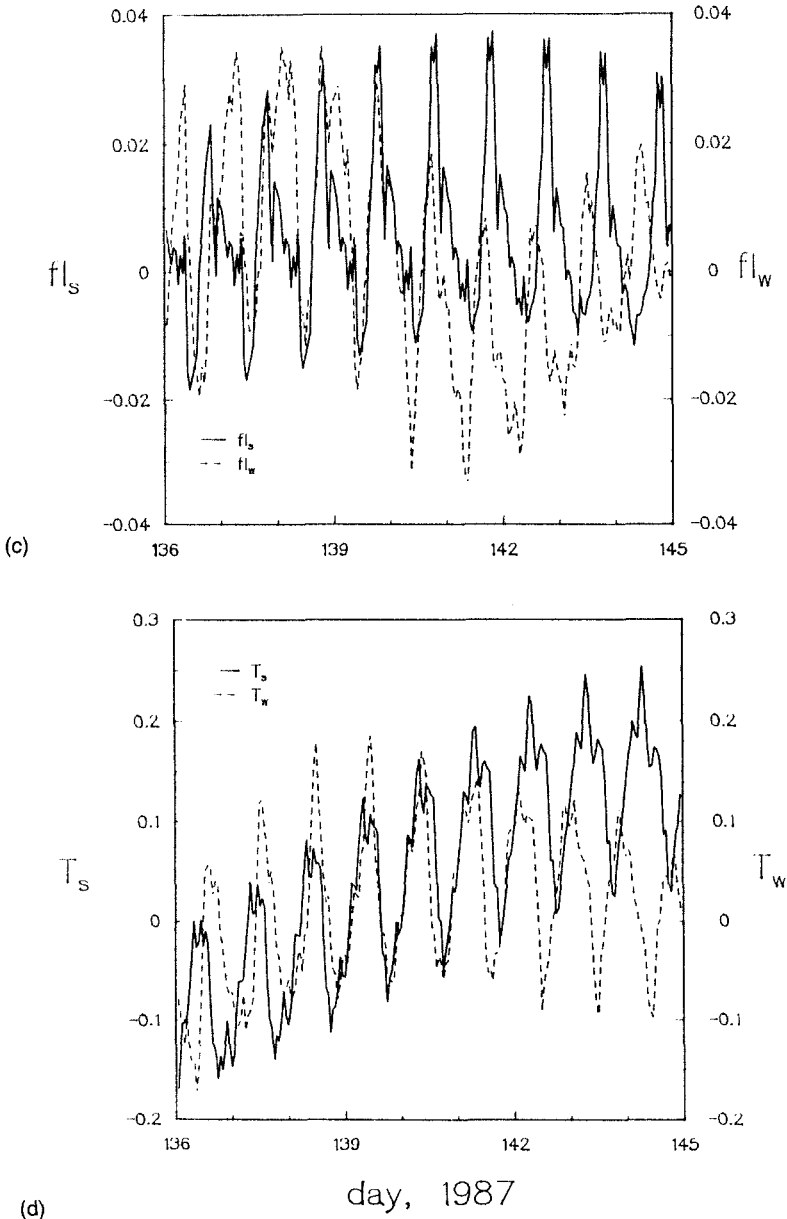 0.04 0.04
0.02 0.02
fl_s 0 0 fl_w
-0.02 -0.02
fl_s
fl_w
-0.04 -0.04
136 139 142 145
(c)
0.3 0.3
T_s
T_w
0.2 0.2
0.1 0.1
T_s 0 0 T_w
-0.1 -0.1
-0.2 -0.2
136 139 142 145
day, 1987
(d)